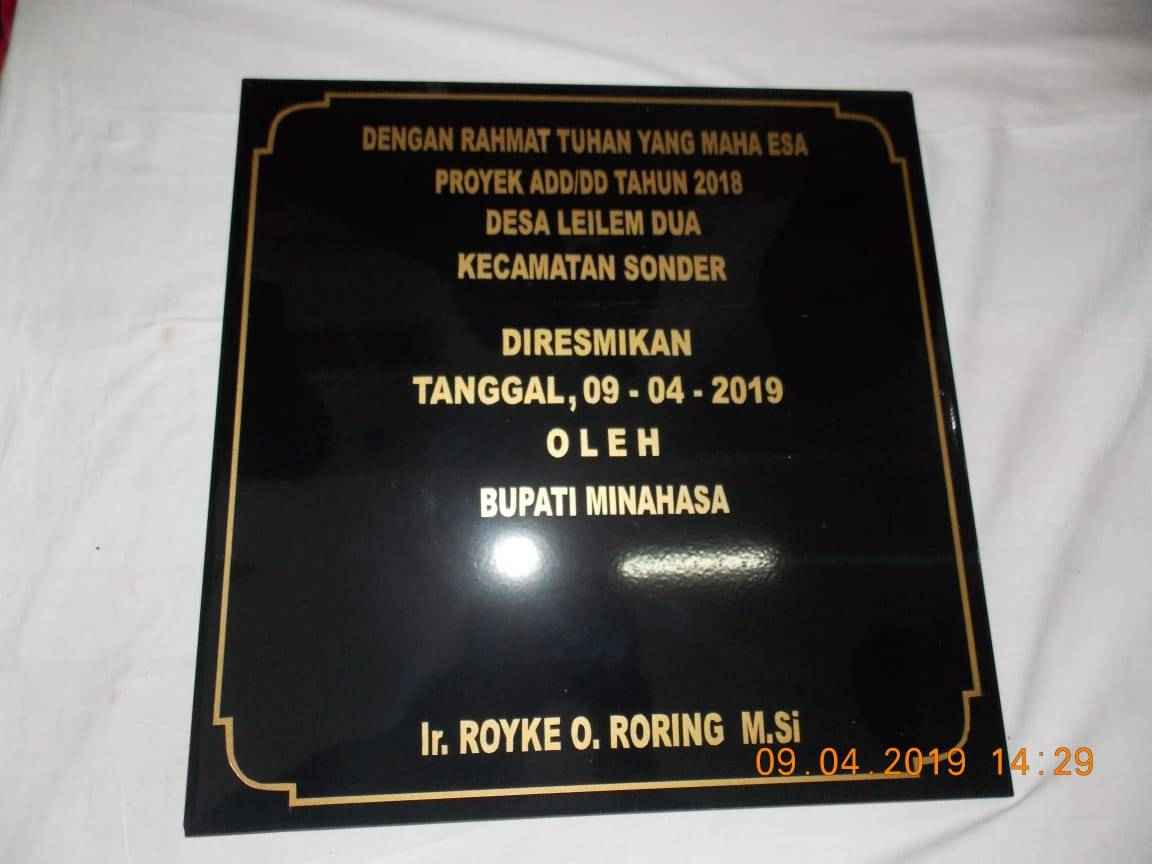 DENGAN RAHMAT TUHAN YANG MAHA ESA
PROYEK ADD/DD TAHUN 2018
DESA LEILEM DUA
KECAMATAN SONDER
DIRESMIKAN
TANGGAL, 09 - 04 - 2019
O L E H
BUPATI MINAHASA
Ir. ROYKE O. RORING M.Si
09.04.2019 14:29